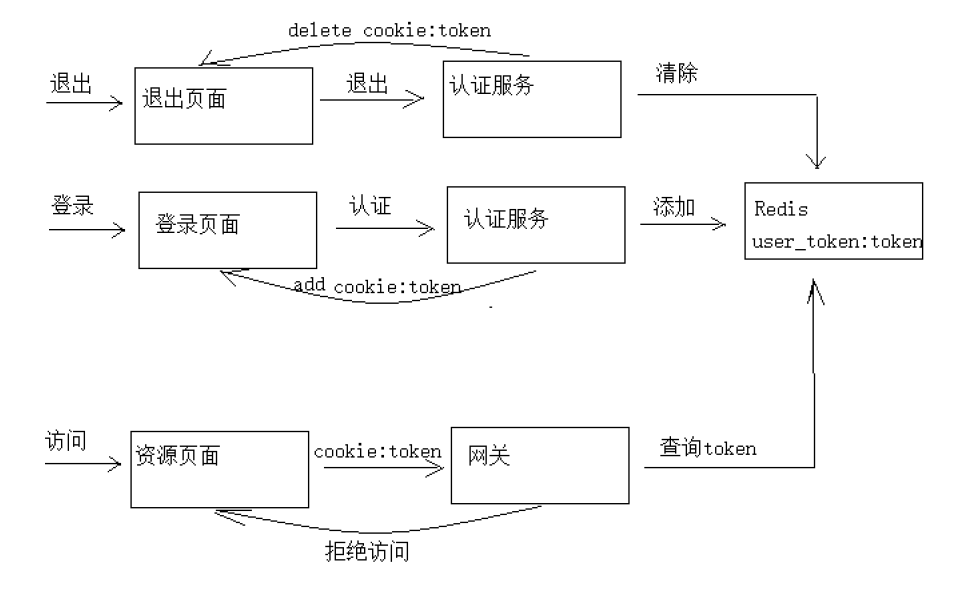 delete cookie:token
退出
退出页面
退出
认证服务
清除
登录
登录页面
认证
认证服务
添加
Redis
user_token:token
add cookie:token
访问
资源页面
cookie:token
网关
查询token
拒绝访问